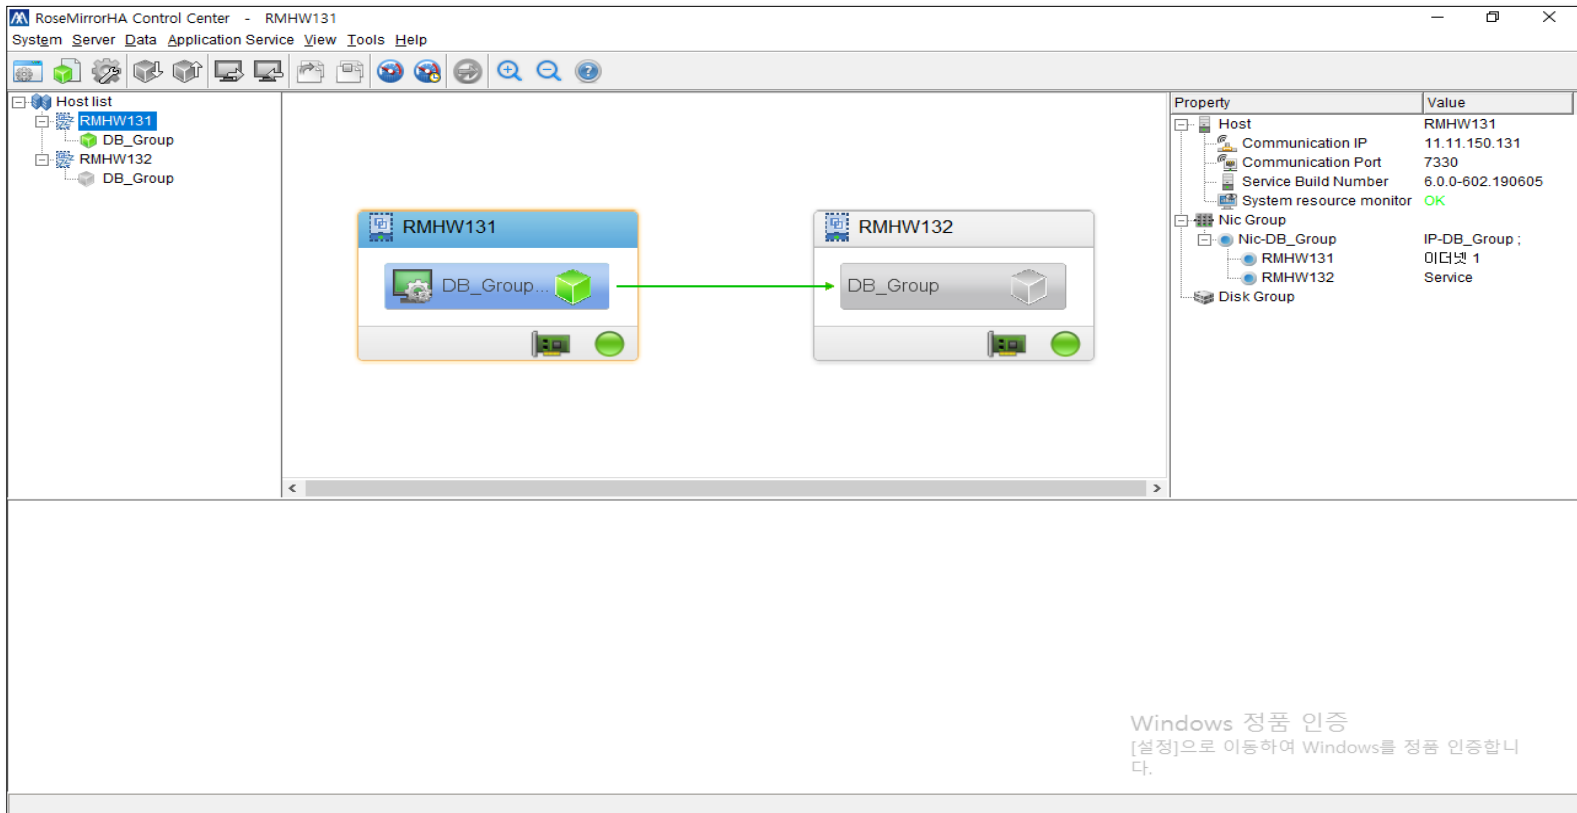 RoseMirrorHA Control Center - RMHW131
System Server Data Application Service View Tools Help
Host list
RMHW131
DB_Group
RMHW132
DB_Group
RMHW131
DB_Group...
RMHW132
DB_Group
Property Value
Host RMHW131
Communication IP 11.11.150.131
Communication Port 7330
Service Build Number 6.0.0-602.190605
System resource monitor OK
Nic Group
Nic-DB_Group IP-DB_Group ;
RMHW131 이더넷 1
RMHW132 Service
Disk Group
Windows 정품 인증
[설정]으로 이동하여 Windows를 정품 인증합니
다.